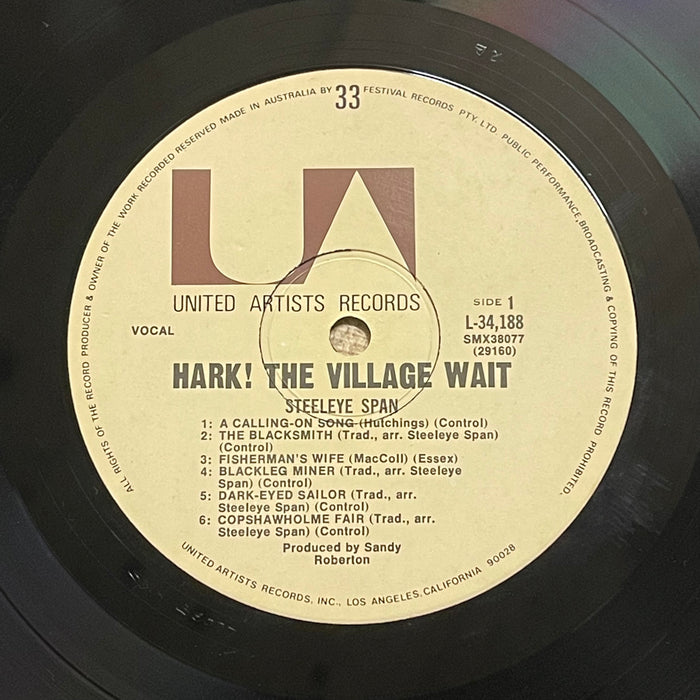 ALL RIGHTS OF THE RECORD PRODUCER & OWNER OF THE WORK RECORDED RESERVED MADE IN AUSTRALIA BY 33 FESTIVAL RECORDS PTY. LTD. PUBLIC PERFORMANCE, BROADCASTING & COPYING OF THIS RECORD PROHIBITED.
UA
UNITED ARTISTS RECORDS
SIDE 1
VOCAL
L-34,188
SMX38077
(29160)
HARK! THE VILLAGE WAIT
STEELEYE SPAN
1: A CALLING-ON SONG (Hutchings) (Control)
2: THE BLACKSMITH (Trad., arr. Steeleye Span)
(Control)
3: FISHERMAN'S WIFE (MacColl) (Essex)
4: BLACKLEG MINER (Trad., arr. Steeleye
Span) (Control)
5: DARK-EYED SAILOR (Trad., arr.
Steeleye Span) (Control)
6: COPSHAWHOLME FAIR (Trad., arr.
Steeleye Span) (Control)
Produced by Sandy
Roberton
UNITED ARTISTS RECORDS, INC., LOS ANGELES, CALIFORNIA 90028